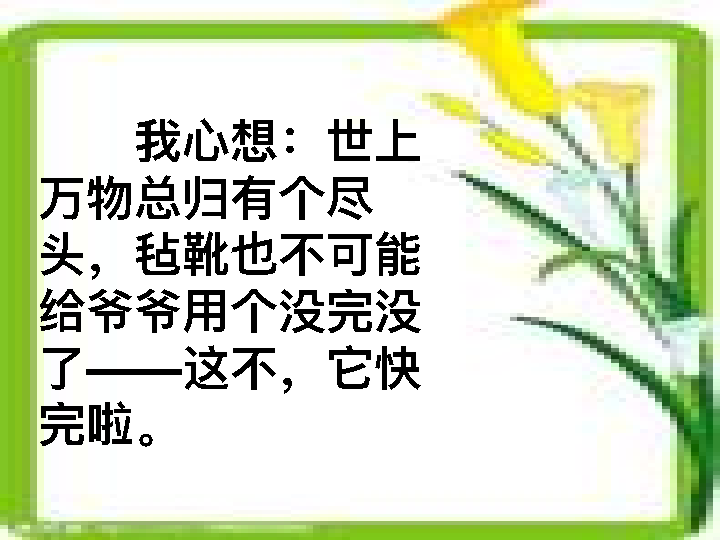 我心想：世上
万物总归有个尽
头，毡靴也不可能
给爷爷用个没完没
了——这不，它快
完啦。